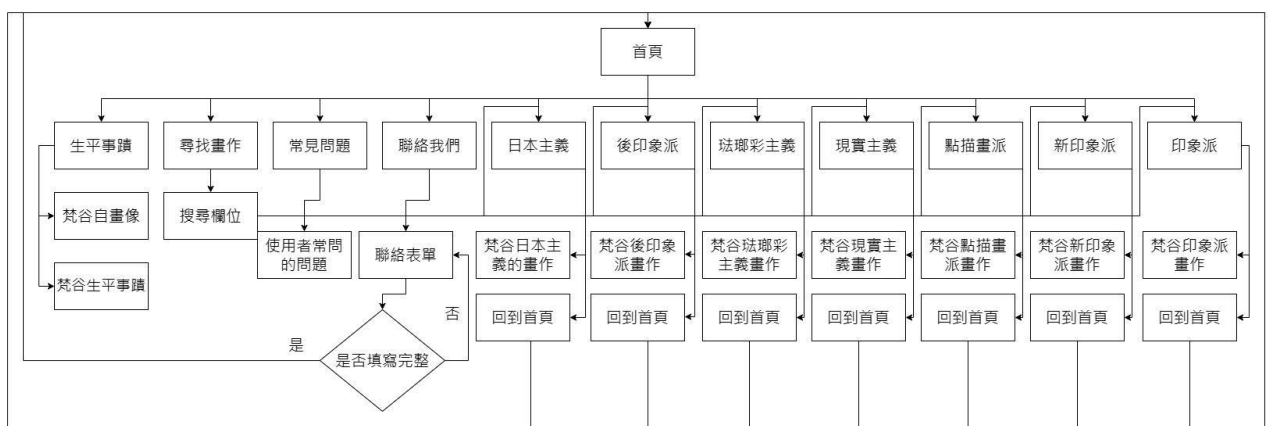 首頁
生平事蹟
尋找畫作
常見問題
聯絡我們
日本主義
後印象派
琺瑯彩主義
現實主義
點描畫派
新印象派
印象派
梵谷自畫像
搜尋欄位
使用者常問
的問題
聯絡表單
梵谷日本主
義的畫作
梵谷後印象
派畫作
梵谷琺瑯彩
主義畫作
梵谷現實主
義畫作
梵谷點描畫
派畫作
梵谷新印象
派畫作
梵谷印象派
畫作
梵谷生平事蹟
回到首頁
回到首頁
回到首頁
回到首頁
回到首頁
回到首頁
回到首頁
否
是
是否填寫完整